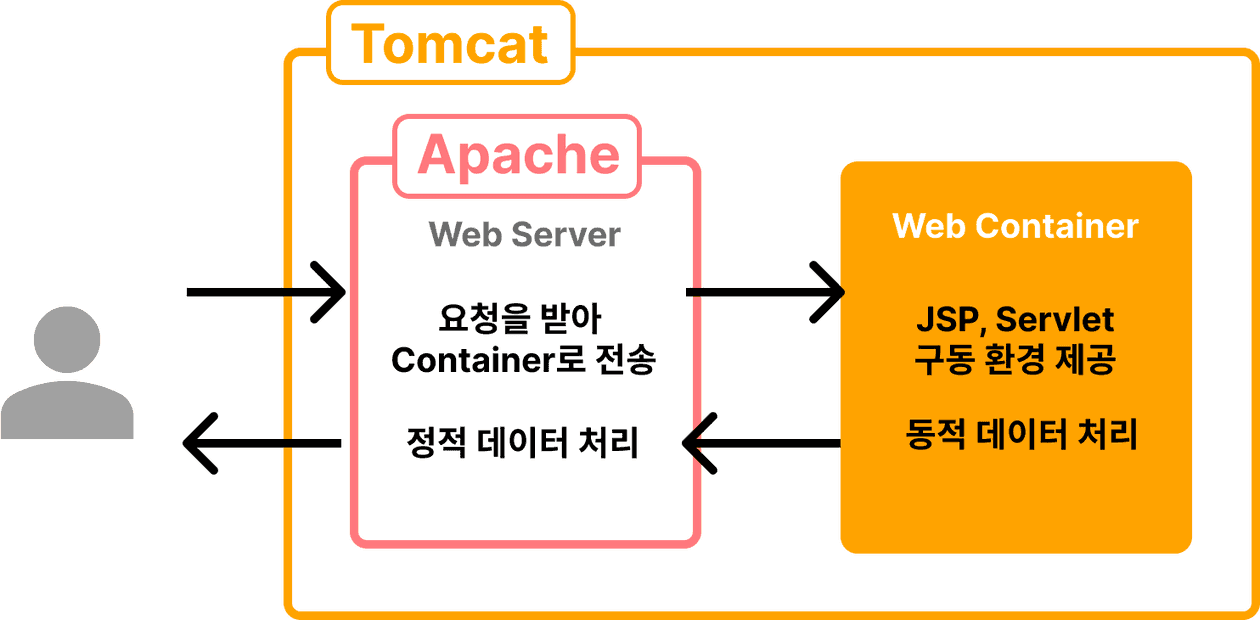 Tomcat
Apache
Web Server
요청을 받아
Container로 전송
정적 데이터 처리
Web Container
JSP, Servlet
구동 환경 제공
동적 데이터 처리